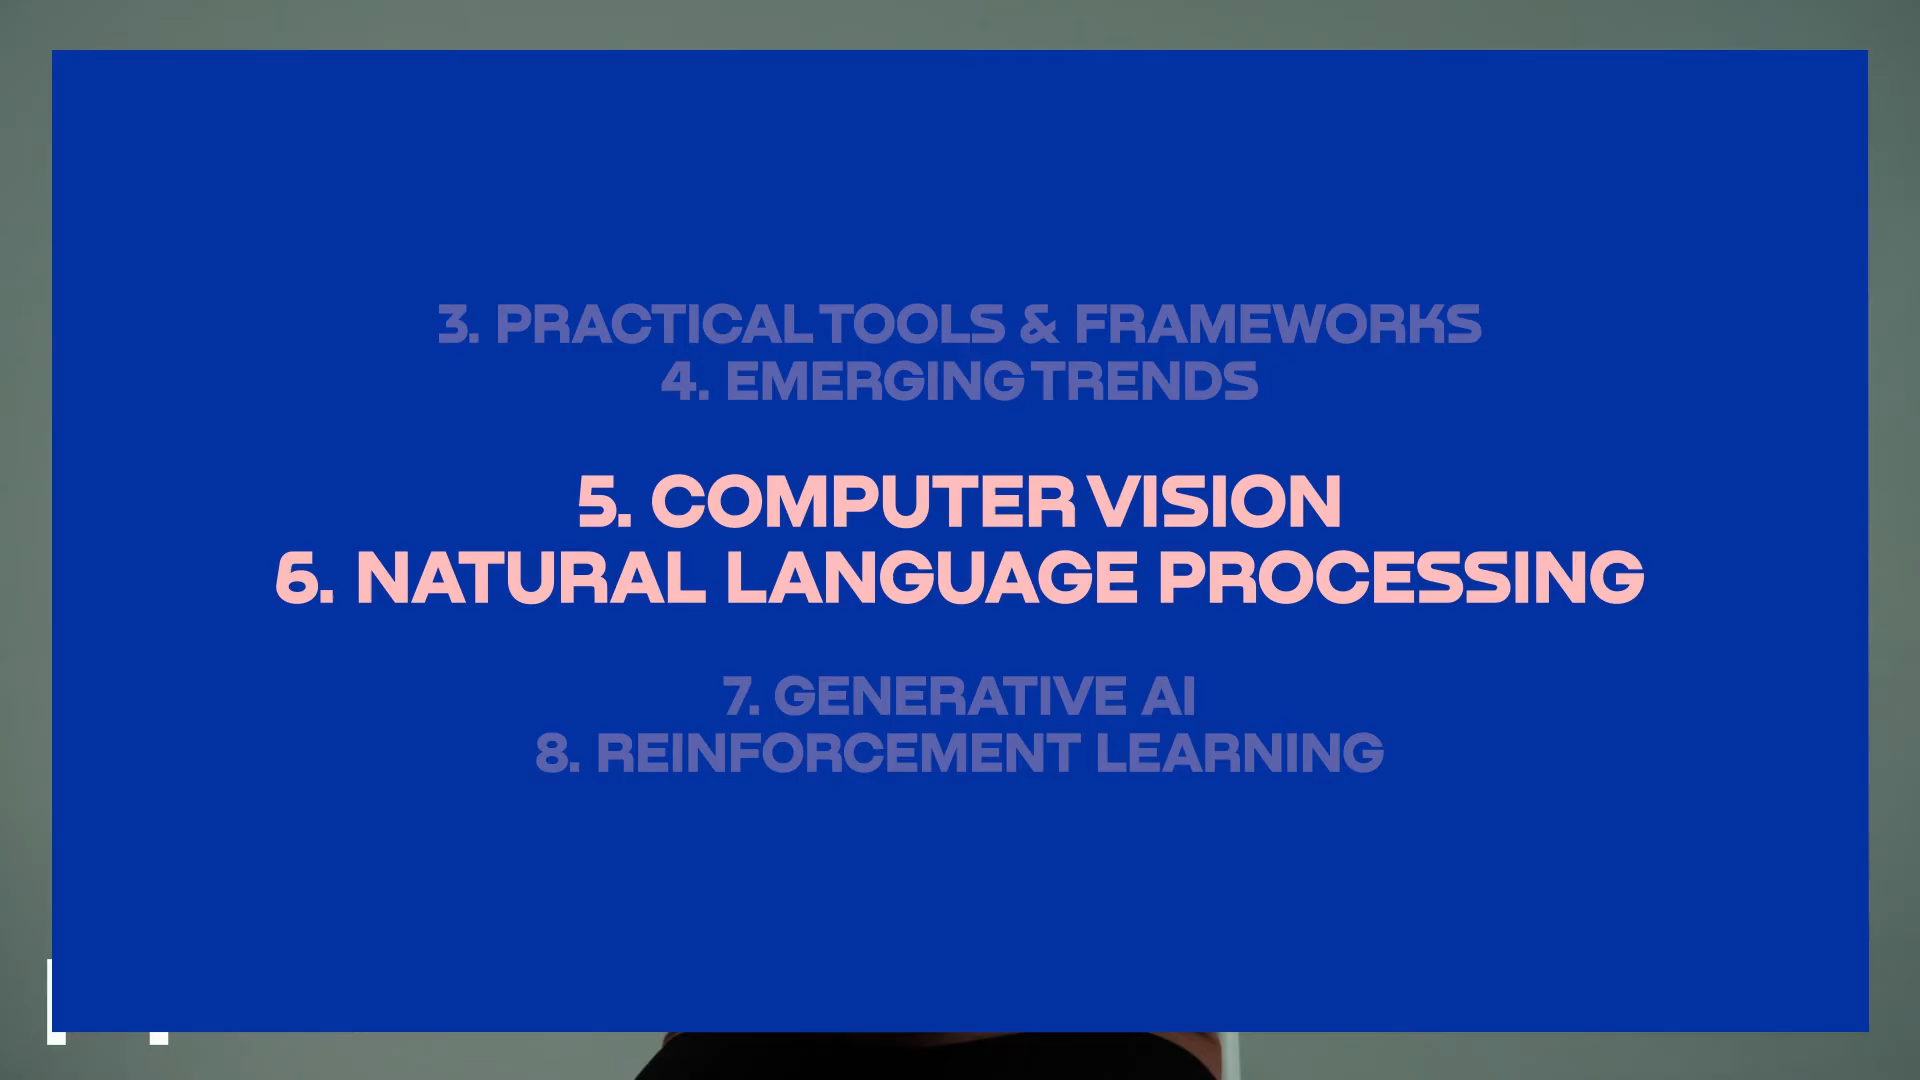 3. PRACTICAL TOOLS & FRAMEWORKS
4. EMERGING TRENDS
5. COMPUTER VISION
6. NATURAL LANGUAGE PROCESSING
7. GENERATIVE AI
8. REINFORCEMENT LEARNING